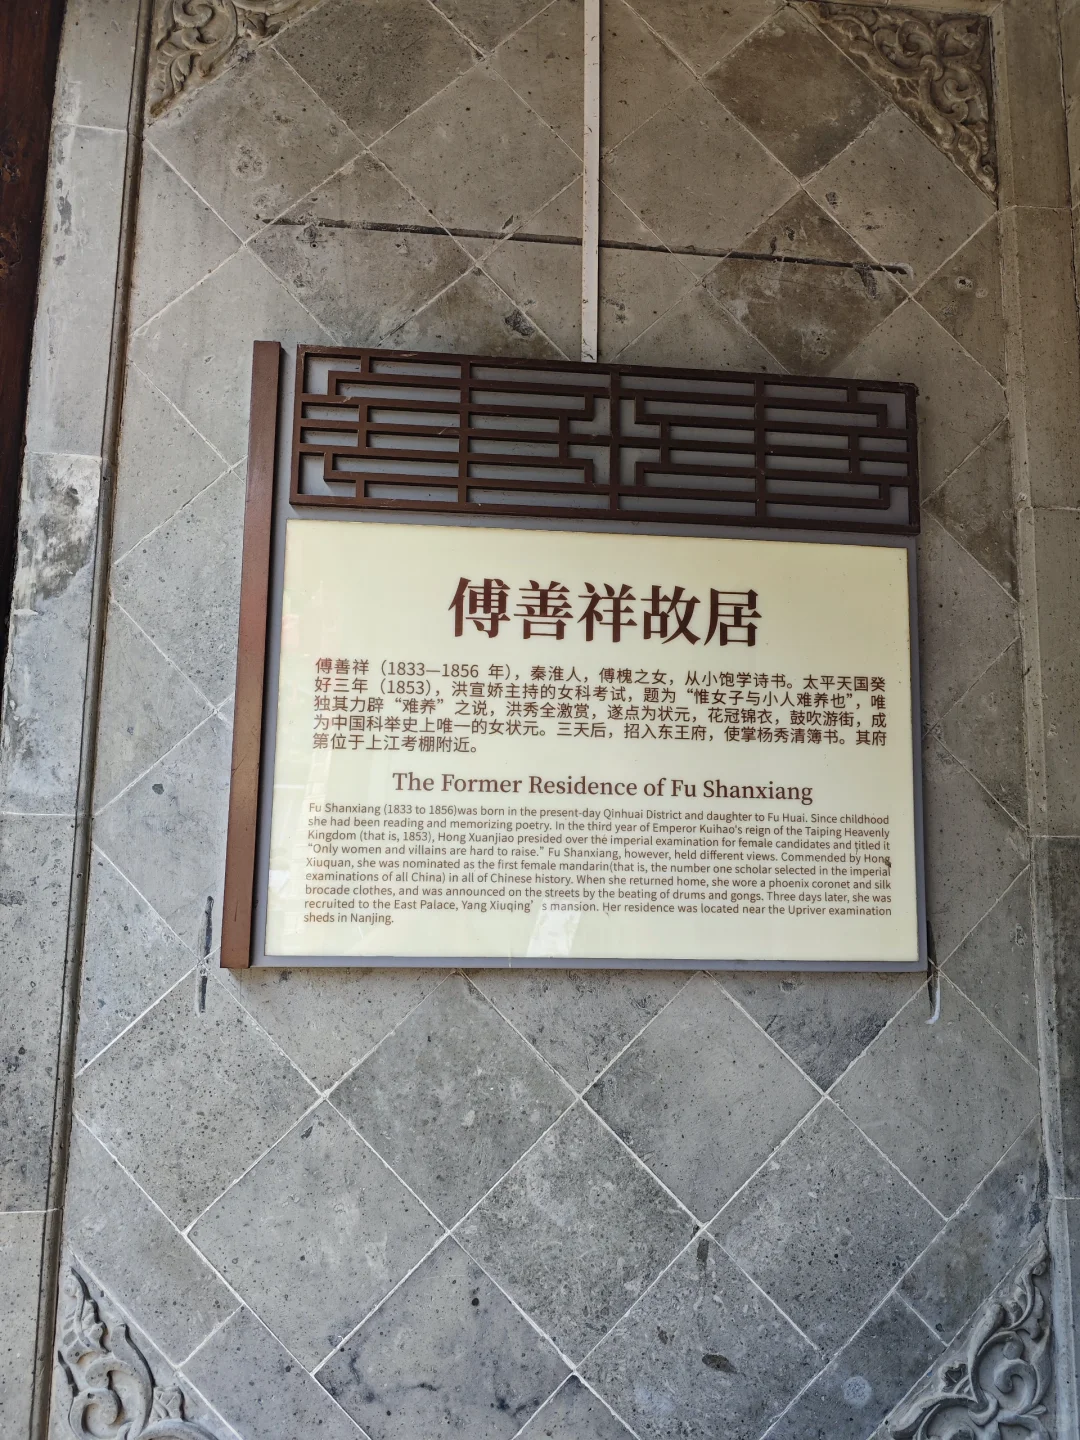 傅善祥故居
傅善祥（1833—1856 年），秦淮人，傅槐之女，从小饱学诗书。太平天国癸
好三年（1853），洪宣娇主持的女科考试，题为“惟女子与小人难养也”，唯
独其力辟“难养”之说，洪秀全激赏，遂点为状元，花冠锦衣，鼓吹游街，成
为中国科举史上唯一的女状元。三天后，招入东王府，使掌杨秀清簿书。其府
第位于上江考棚附近。
The Former Residence of Fu Shanxiang
Fu Shanxiang (1833 to 1856)was born in the present-day Qinhuai District and daughter to Fu Huai. Since childhood
she had been reading and memorizing poetry. In the third year of Emperor Kuihao's reign of the Taiping Heavenly
Kingdom (that is, 1853), Hong Xuanjiao presided over the imperial examination for female candidates and titled it
“Only women and villains are hard to raise.” Fu Shanxiang, however, held different views. Commended by Hong
Xiuquan, she was nominated as the first female mandarin(that is, the number one scholar selected in the imperial
examinations of all China) in all of Chinese history. When she returned home, she wore a phoenix coronet and silk
brocade clothes, and was announced on the streets by the beating of drums and gongs. Three days later, she was
recruited to the East Palace, Yang Xiuqing’s mansion. Her residence was located near the Upriver examination
sheds in Nanjing.